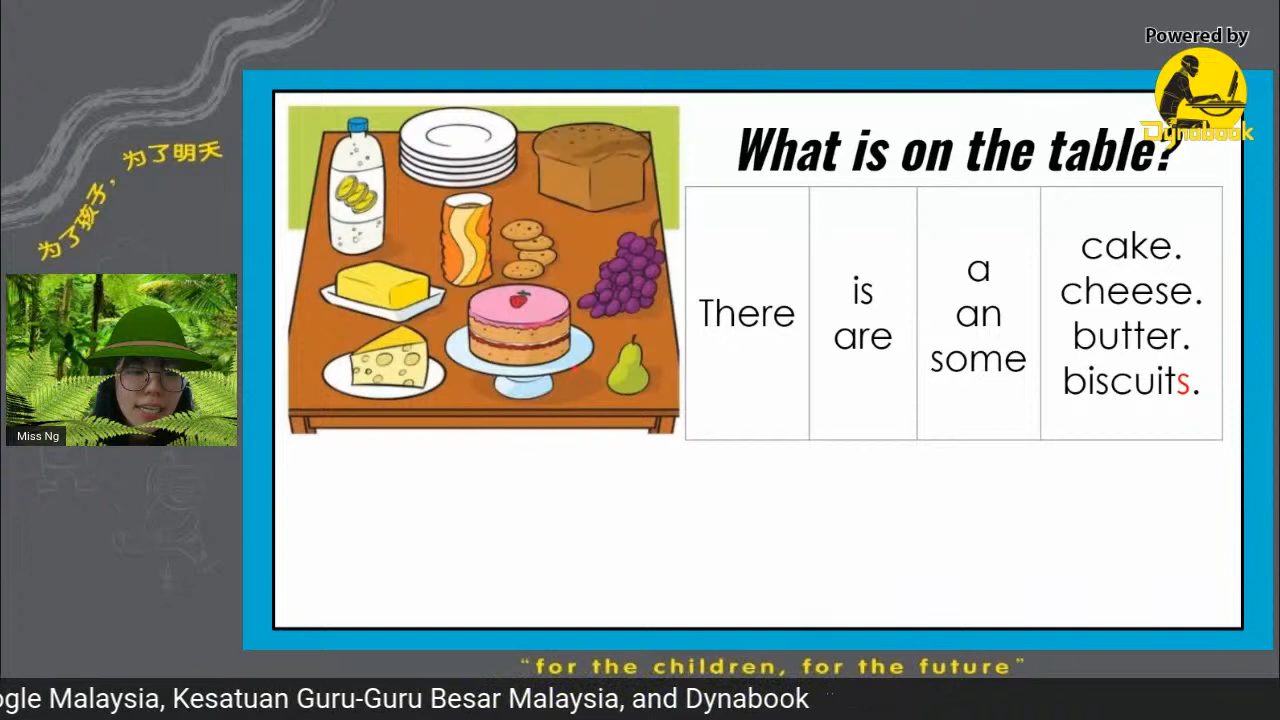 Powered by
Dynabook
为了孩子，为了明天
What is on the table?
There
is
are
a
an
some
cake.
cheese.
butter.
biscuits.
Miss Ng
“for the children, for the future”
ogle Malaysia, Kesatuan Guru-Guru Besar Malaysia, and Dynabook